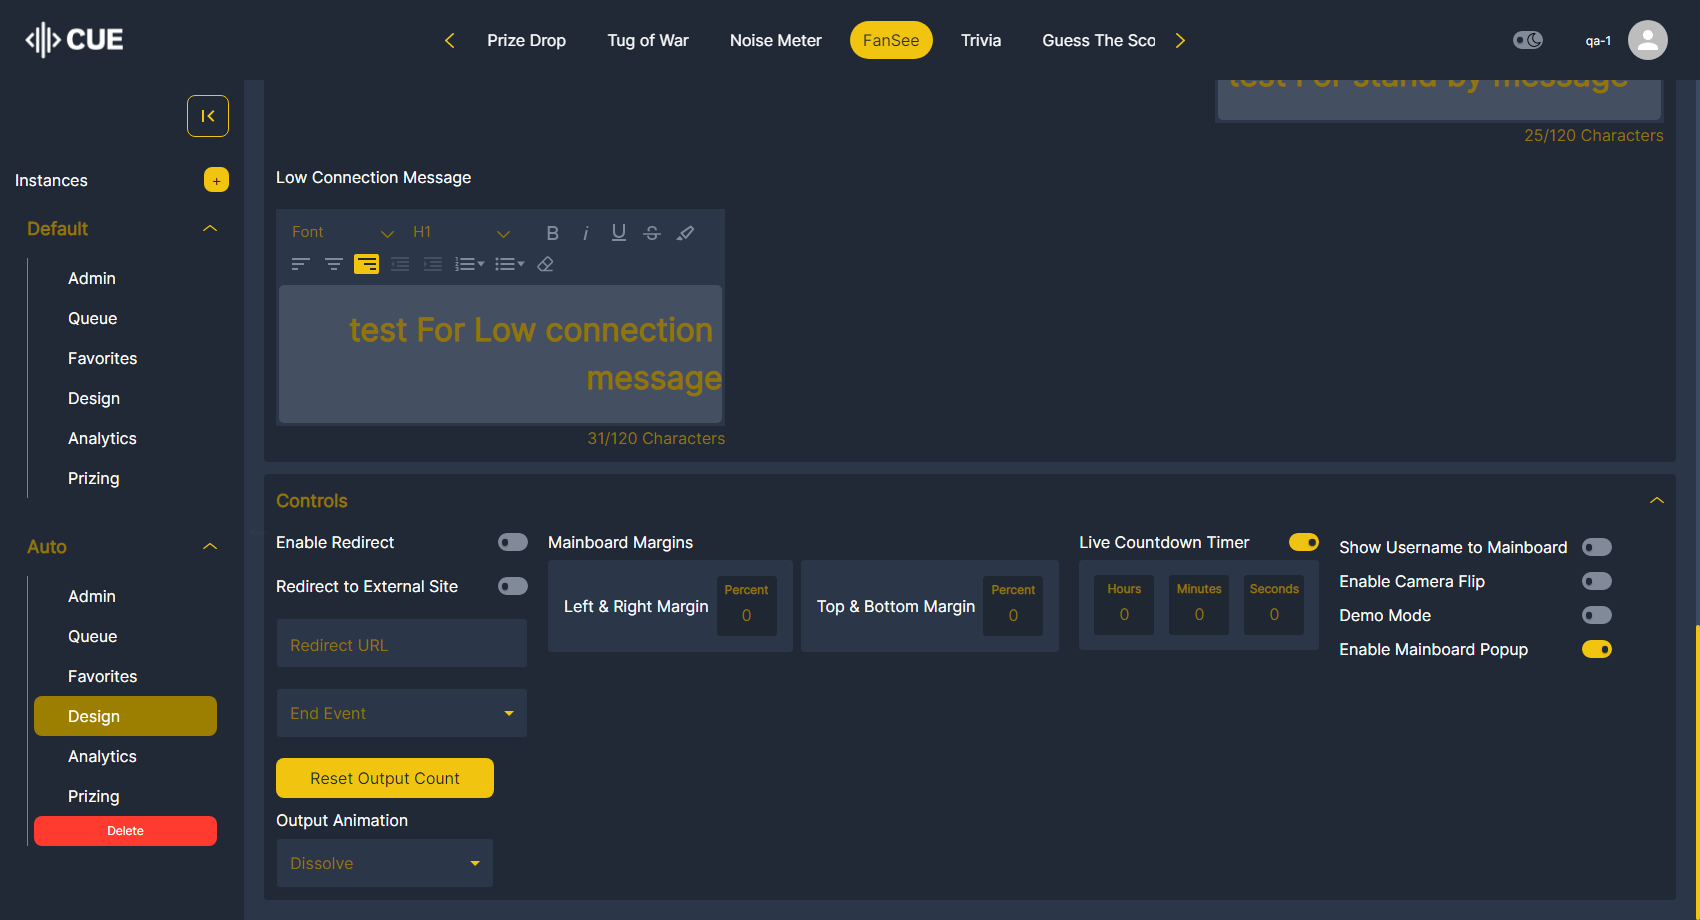 CUE
Prize Drop
Tug of War
Noise Meter
FanSee
Trivia
Guess The Sco
qa-1
Instances
+
Default
Admin
Queue
Favorites
Design
Analytics
Prizing
Auto
Admin
Queue
Favorites
Design
Analytics
Prizing
Delete
test For stand by message
25/120 Characters
Low Connection Message
Font
H1
B i U S
test For Low connection
message
31/120 Characters
Controls
Enable Redirect
Redirect to External Site
Redirect URL
End Event
Reset Output Count
Output Animation
Dissolve
Mainboard Margins
Left & Right Margin
Percent
0
Top & Bottom Margin
Percent
0
Live Countdown Timer
Hours
0
Minutes
0
Seconds
0
Show Username to Mainboard
Enable Camera Flip
Demo Mode
Enable Mainboard Popup